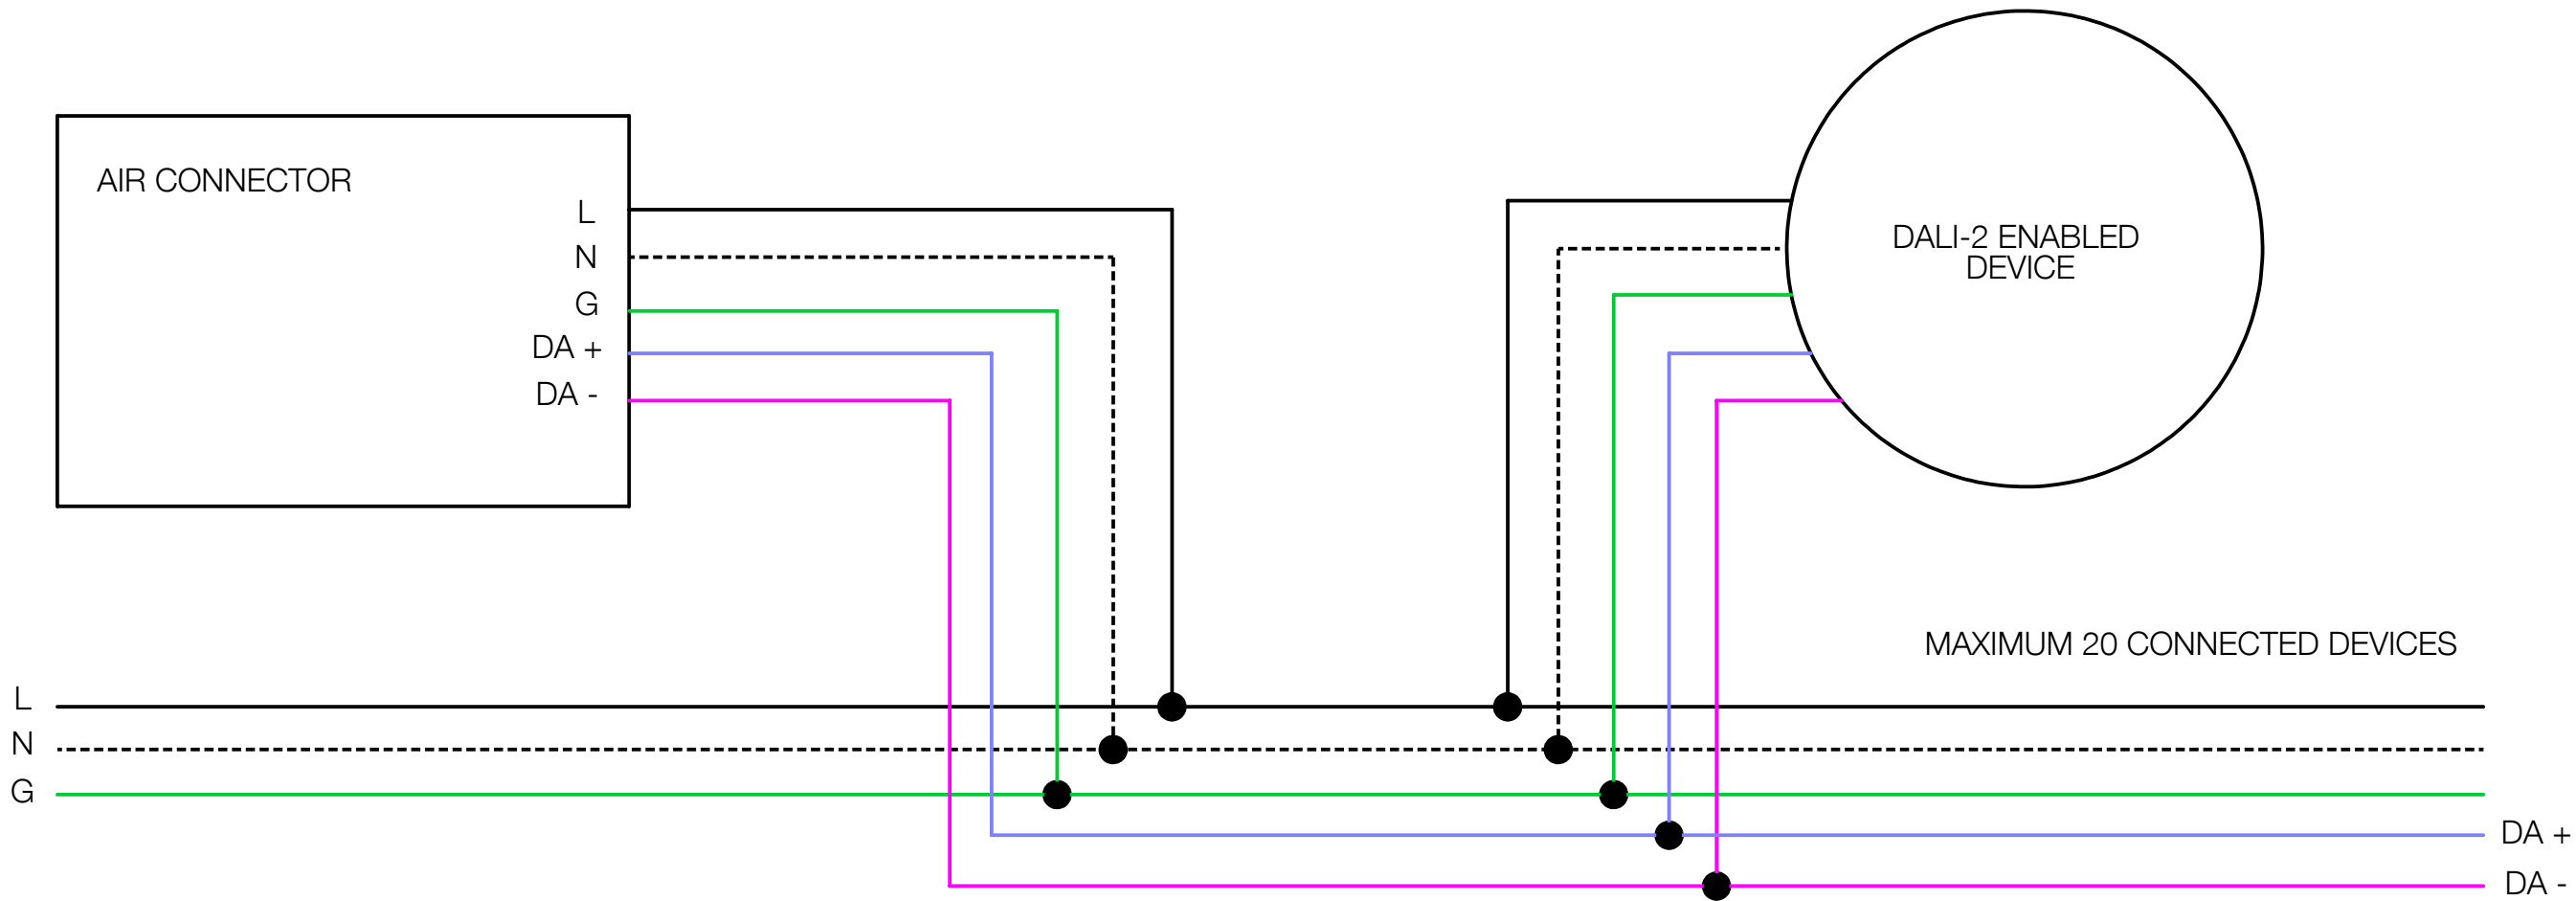 AIR CONNECTOR
L
N
G
DA +
DA -
DALI-2 ENABLED
DEVICE
MAXIMUM 20 CONNECTED DEVICES
L
N
G
DA +
DA -